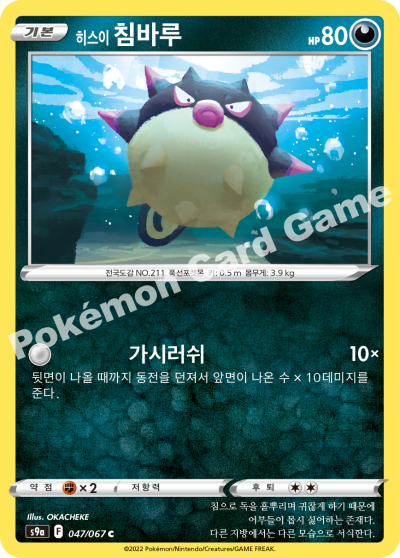 기본 히스이 침바루 HP 80
전국도감 NO.211 풍선포켓몬 키: 0.5 m 몸무게: 3.9 kg
Pokémon Card Game
가시러쉬 10×
뒷면이 나올 때까지 동전을 던져서 앞면이 나온 수 × 10데미지를
준다.
약점 ×2 저항력 후퇴
Illus. OKACHEKE
s9a F 047/067 C
침으로 독을 흩뿌리며 귀찮게 하기 때문에
어부들이 몹시 싫어하는 존재다.
다른 지방에서는 다른 모습으로 서식한다.
©2022 Pokémon/Nintendo/Creatures/GAME FREAK.